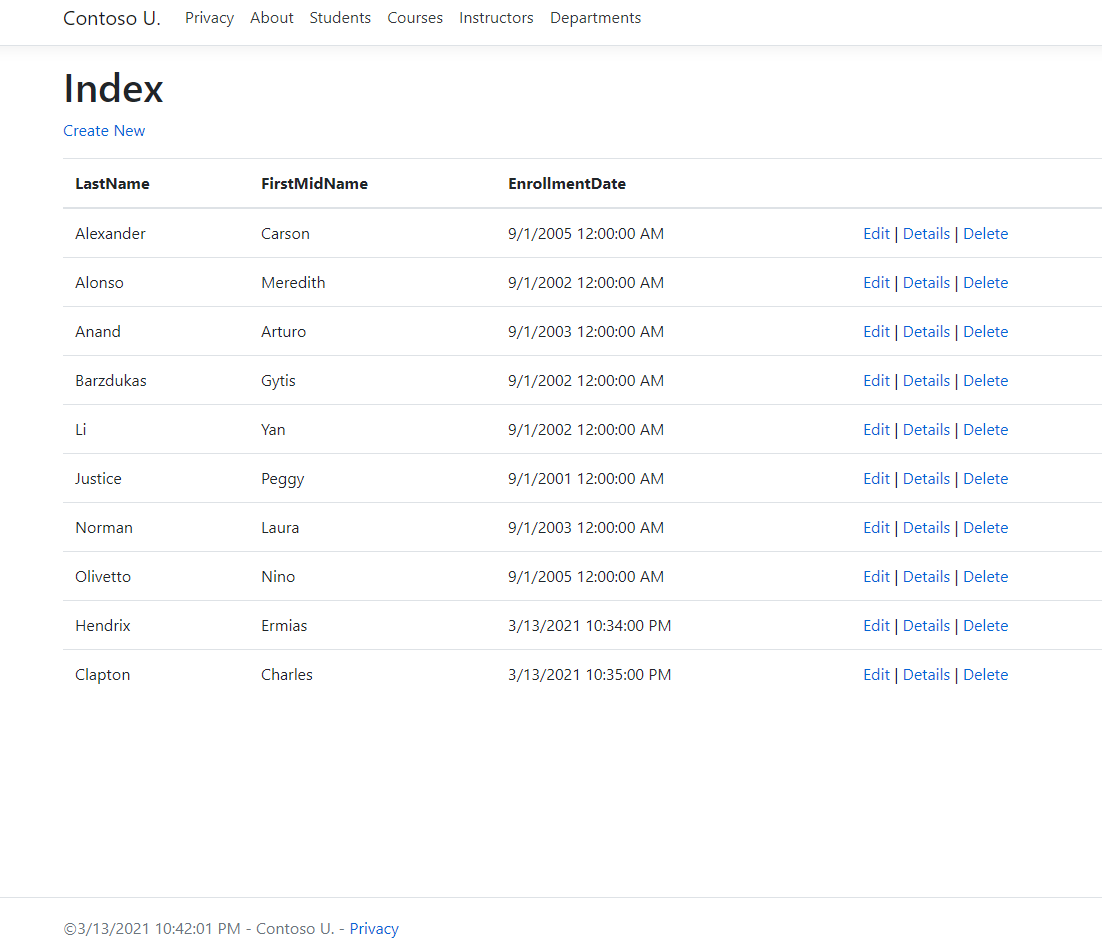 Contoso U. Privacy About Students Courses Instructors Departments
Index
Create New
LastName FirstMidName EnrollmentDate
Alexander Carson 9/1/2005 12:00:00 AM Edit | Details | Delete
Alonso Meredith 9/1/2002 12:00:00 AM Edit | Details | Delete
Anand Arturo 9/1/2003 12:00:00 AM Edit | Details | Delete
Barzdukas Gytis 9/1/2002 12:00:00 AM Edit | Details | Delete
Li Yan 9/1/2002 12:00:00 AM Edit | Details | Delete
Justice Peggy 9/1/2001 12:00:00 AM Edit | Details | Delete
Norman Laura 9/1/2003 12:00:00 AM Edit | Details | Delete
Olivetto Nino 9/1/2005 12:00:00 AM Edit | Details | Delete
Hendrix Ermias 3/13/2021 10:34:00 PM Edit | Details | Delete
Clapton Charles 3/13/2021 10:35:00 PM Edit | Details | Delete
©3/13/2021 10:42:01 PM - Contoso U. - Privacy